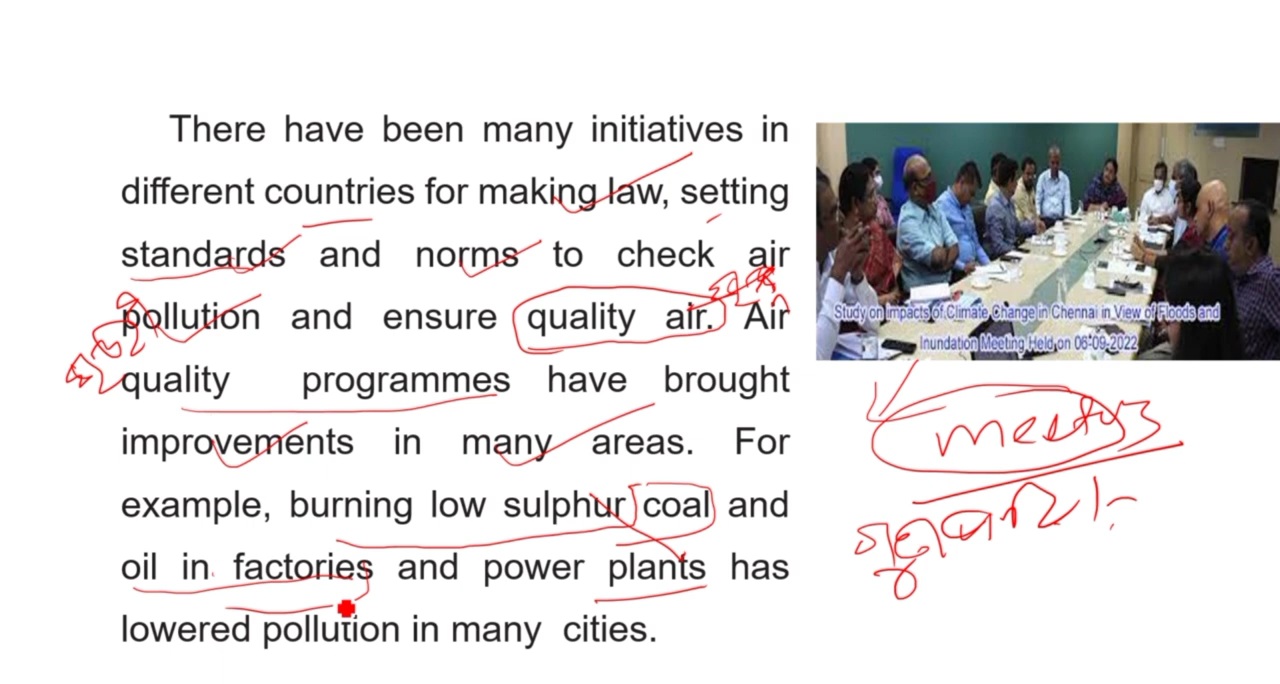 There have been many initiatives in
different countries for making law, setting
standards and norms to check air
pollution and ensure quality air. Air
quality programmes have brought
improvements in many areas. For
example, burning low sulphur coal and
oil in factories and power plants has
lowered pollution in many cities.
Study on Impacts of Climate Change in Chennai in View of Floods and
Inundation Meeting Held on 06-09-2022